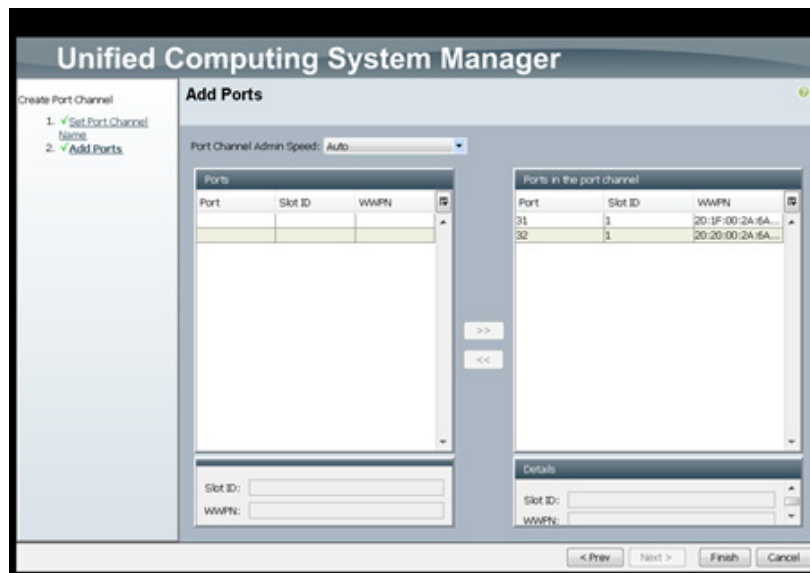 Unified Computing System Manager
Create Port Channel
1. √Set Port Channel
Name
2. √Add Ports
Add Ports
Port Channel Admin Speed: Auto
Ports
Port Slot ID WWPN
>>
<<
Ports in the port channel
Port Slot ID WWPN
31 1 20:1F:00:2A:6A...
32 1 20:20:00:2A:6A...
Slot ID:
WWPN:
Details
Slot ID:
WWPN:
< Prev Next > Finish Cancel